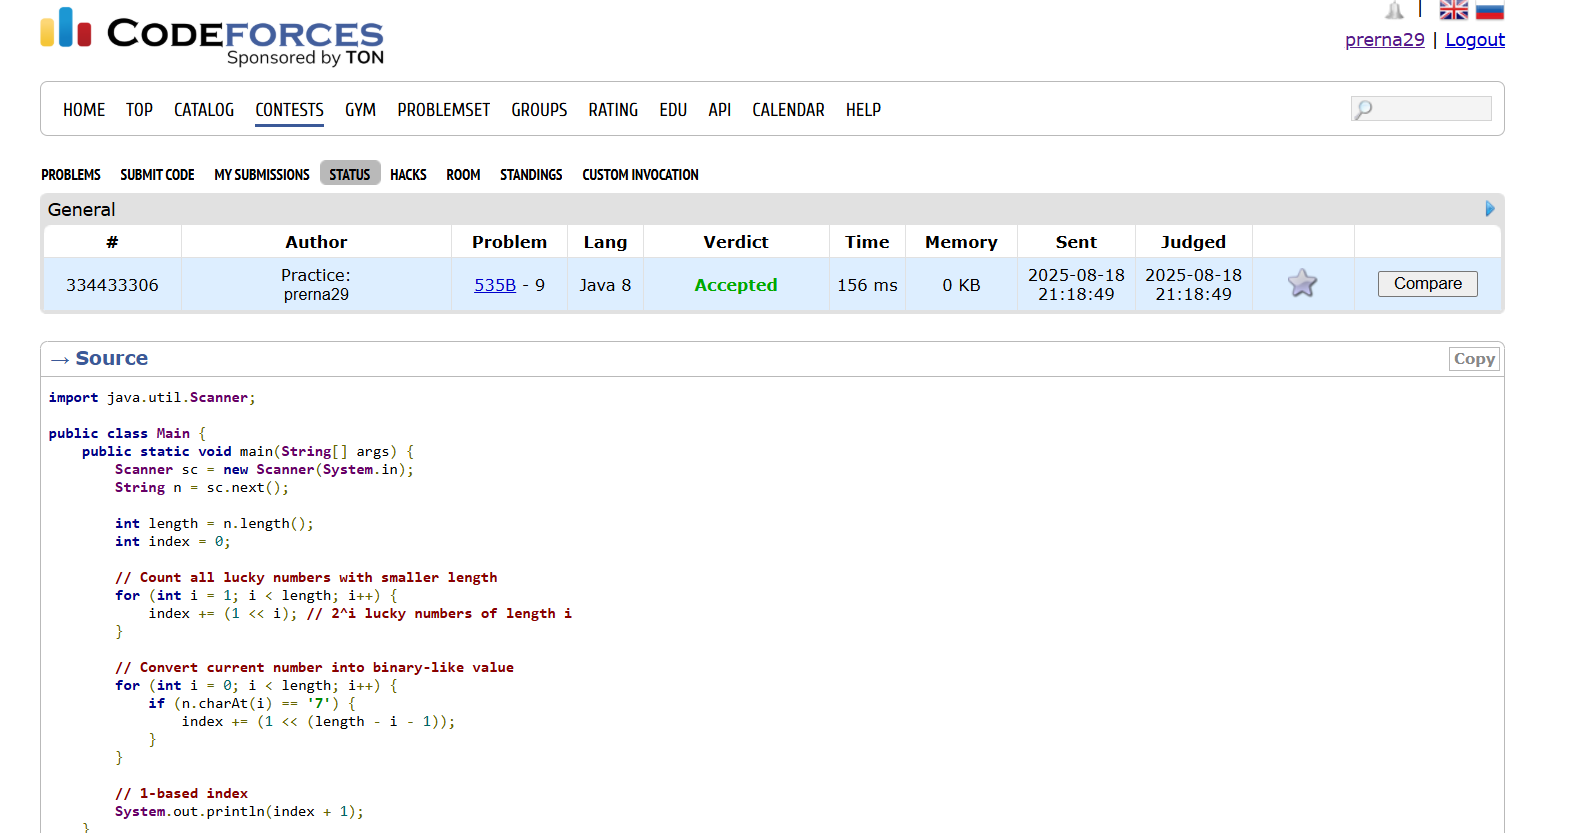 CODEFORCES
Sponsored by TON
prerna29 | Logout
HOME TOP CATALOG CONTESTS GYM PROBLEMSET GROUPS RATING EDU API CALENDAR HELP
PROBLEMS SUBMIT CODE MY SUBMISSIONS STATUS HACKS ROOM STANDINGS CUSTOM INVOCATION
General
# Author Problem Lang Verdict Time Memory Sent Judged
334433306 Practice: prerna29 535B - 9 Java 8 Accepted 156 ms 0 KB 2025-08-18 21:18:49 2025-08-18 21:18:49 Compare
→ Source Copy
import java.util.Scanner;
public class Main {
    public static void main(String[] args) {
        Scanner sc = new Scanner(System.in);
        String n = sc.next();
        int length = n.length();
        int index = 0;
        // Count all lucky numbers with smaller length
        for (int i = 1; i < length; i++) {
            index += (1 << i); // 2^i lucky numbers of length i
        }
        // Convert current number into binary-like value
        for (int i = 0; i < length; i++) {
            if (n.charAt(i) == '7') {
                index += (1 << (length - i - 1));
            }
        }
        // 1-based index
        System.out.println(index + 1);
    }